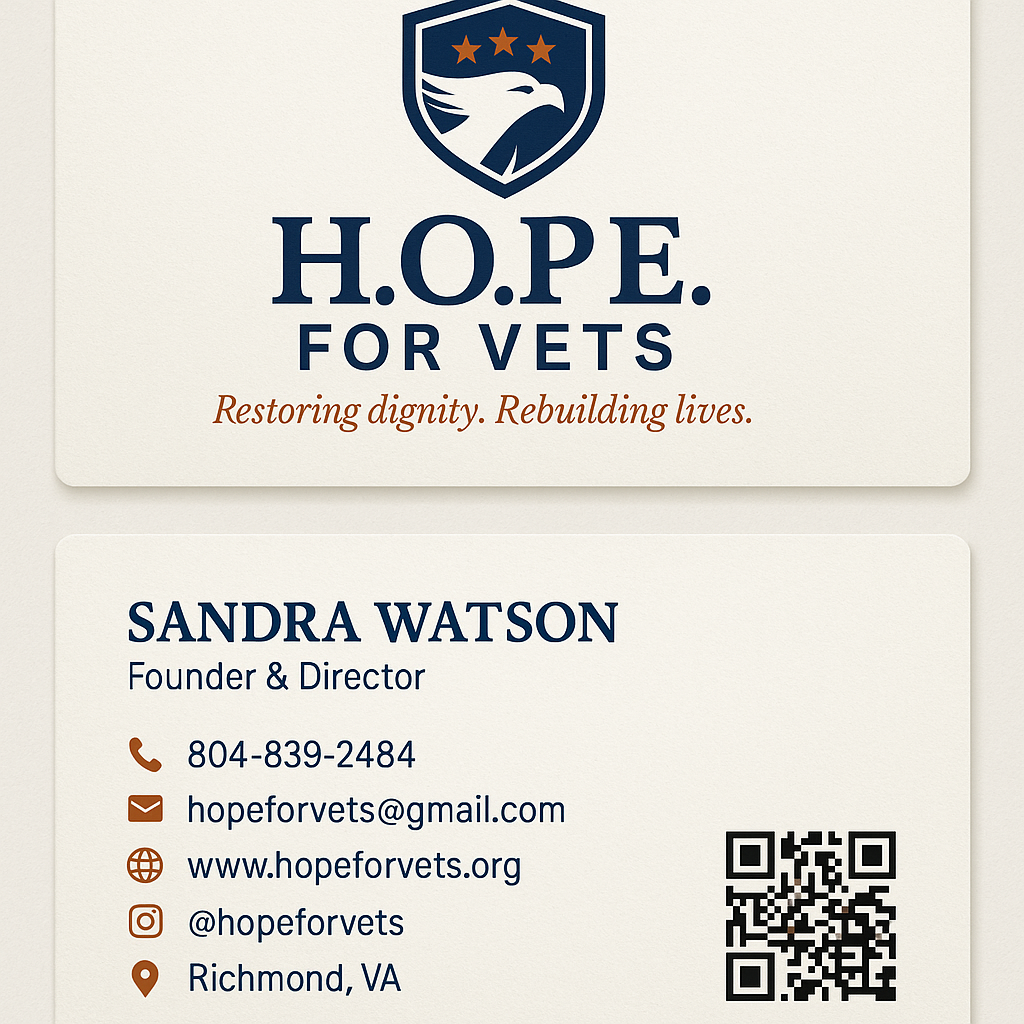 H.O.P.E.
FOR VETS
Restoring dignity. Rebuilding lives.
SANDRA WATSON
Founder & Director
804-839-2484
hopeforvets@gmail.com
www.hopeforvets.org
@hopeforvets
Richmond, VA